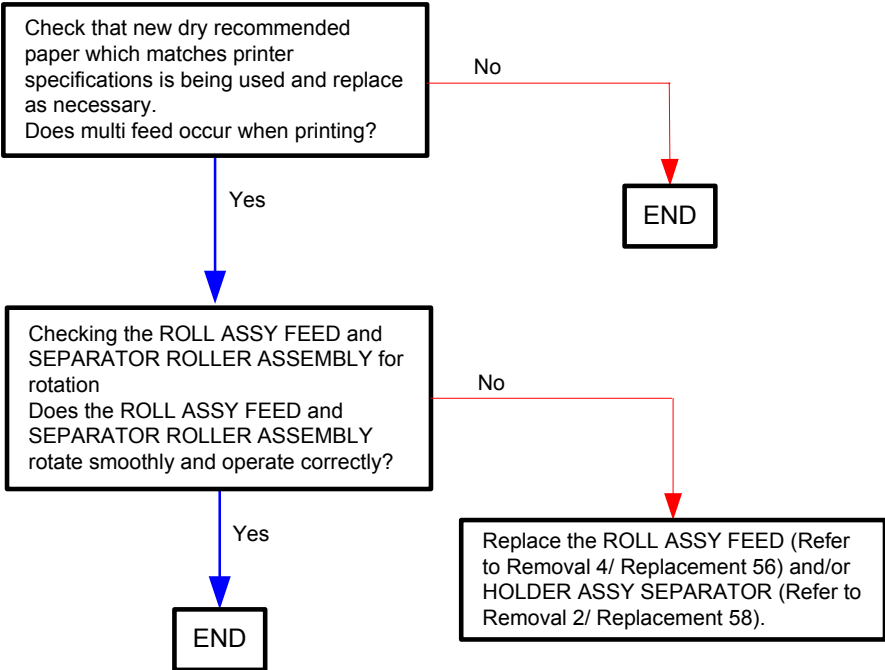 Check that new dry recommended
paper which matches printer
specifications is being used and replace
as necessary.
Does multi feed occur when printing?
No
Yes
END
Checking the ROLL ASSY FEED and
SEPARATOR ROLLER ASSEMBLY for
rotation
Does the ROLL ASSY FEED and
SEPARATOR ROLLER ASSEMBLY
rotate smoothly and operate correctly?
No
Yes
Replace the ROLL ASSY FEED (Refer
to Removal 4/ Replacement 56) and/or
HOLDER ASSY SEPARATOR (Refer to
Removal 2/ Replacement 58).
END